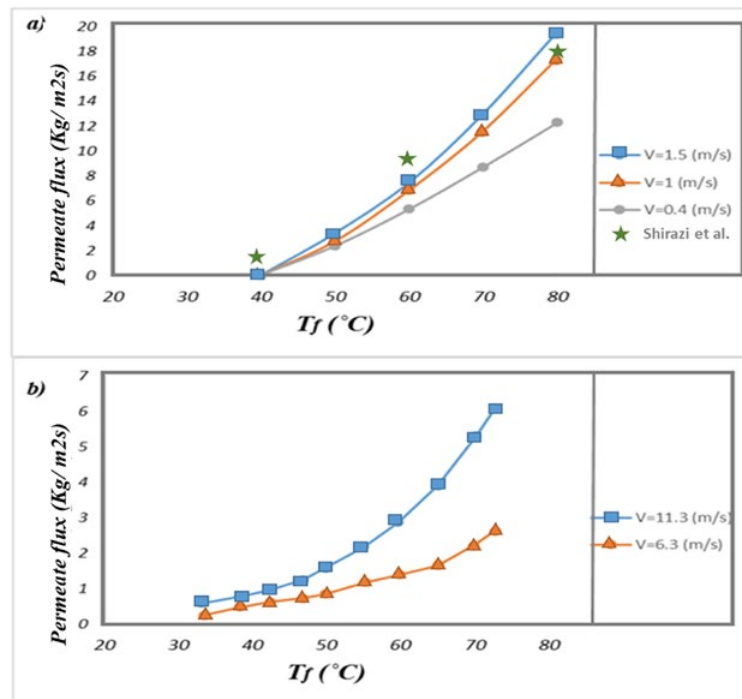 a)
Permeate flux (Kg/ m2s)
20
18
16
14
12
10
8
6
4
2
0
20 30 40 50 60 70 80
Tf (°C)
V=1.5 (m/s)
V=1 (m/s)
V=0.4 (m/s)
Shirazi et al.
b)
Permeate flux (Kg/ m2s)
7
6
5
4
3
2
1
0
20 30 40 50 60 70 80
Tf (°C)
V=11.3 (m/s)
V=6.3 (m/s)